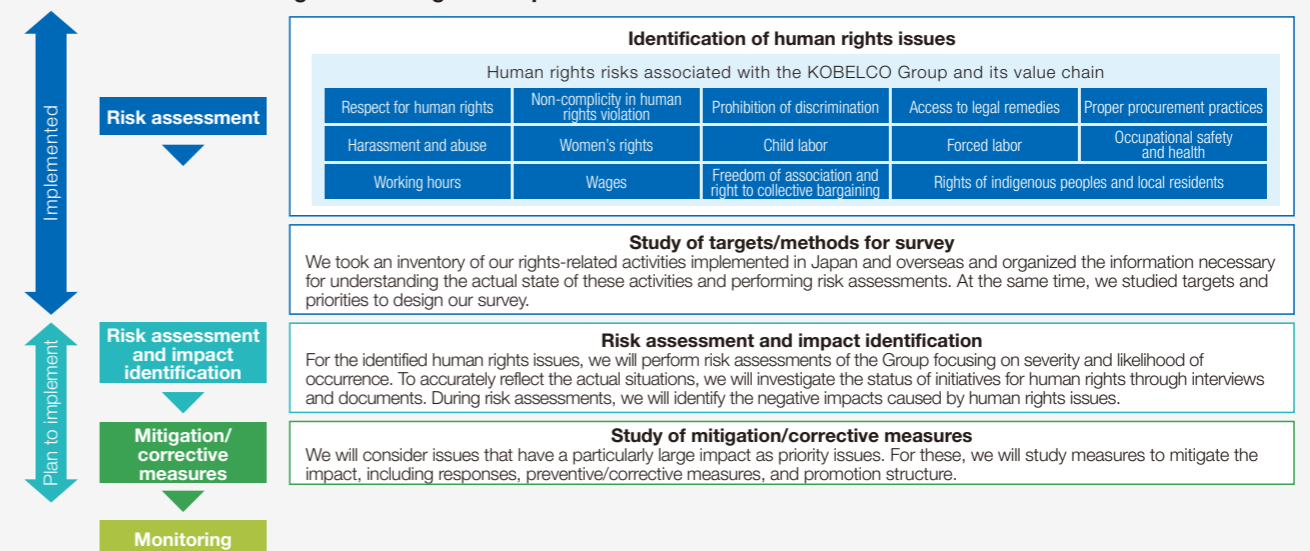 Implemented
Risk assessment
Identification of human rights issues
Human rights risks associated with the KOBELCO Group and its value chain
Respect for human rights
Non-complicity in human
rights violation
Prohibition of discrimination
Access to legal remedies
Proper procurement practices
Harassment and abuse
Women's rights
Child labor
Forced labor
Occupational safety
and health
Working hours
Wages
Freedom of association and
right to collective bargaining
Rights of indigenous peoples and local residents
Study of targets/methods for survey
We took an inventory of our rights-related activities implemented in Japan and overseas and organized the information necessary
for understanding the actual state of these activities and performing risk assessments. At the same time, we studied targets and
priorities to design our survey.
Plan to implement
Risk assessment
and impact
identification
Risk assessment and impact identification
For the identified human rights issues, we will perform risk assessments of the Group focusing on severity and likelihood of
occurrence. To accurately reflect the actual situations, we will investigate the status of initiatives for human rights through interviews
and documents. During risk assessments, we will identify the negative impacts caused by human rights issues.
Mitigation/
corrective
measures
Study of mitigation/corrective measures
We will consider issues that have a particularly large impact as priority issues. For these, we will study measures to mitigate the
impact, including responses, preventive/corrective measures, and promotion structure.
Monitoring